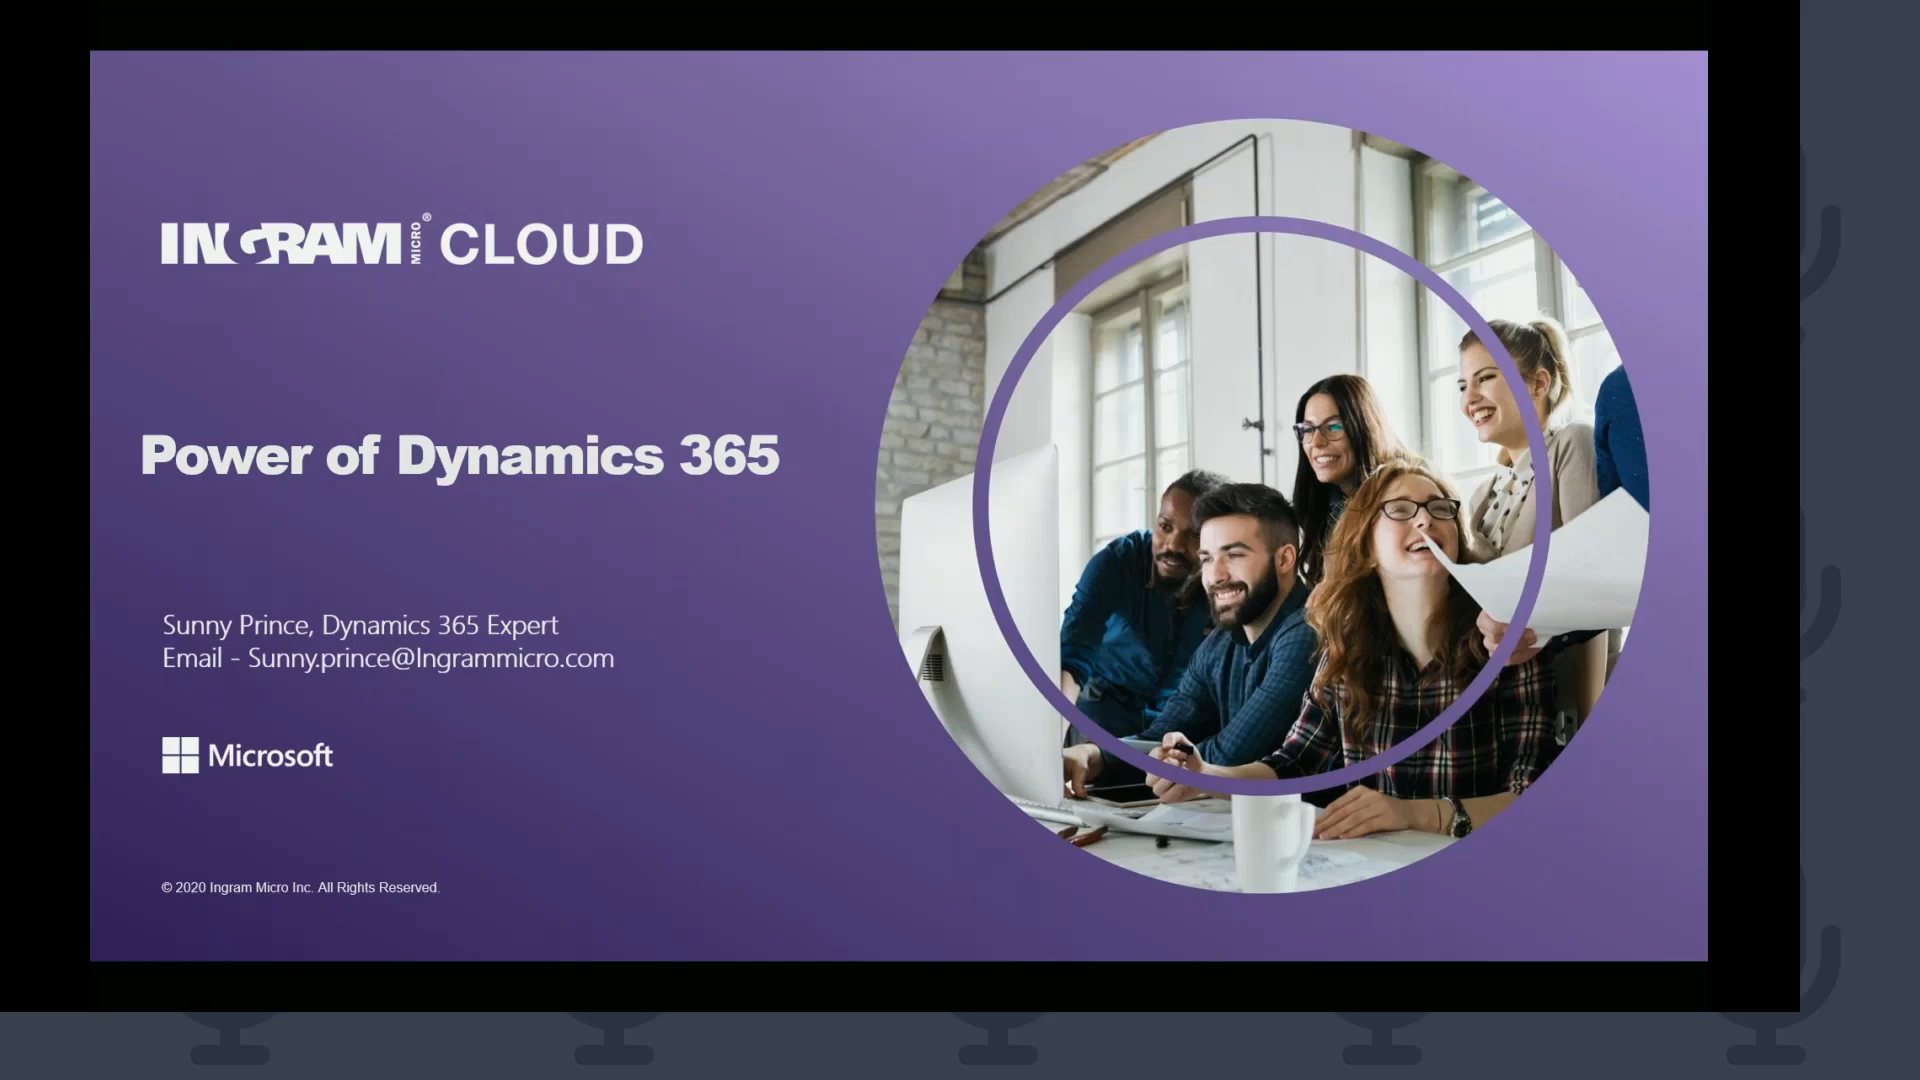 INGRAM MICRO® CLOUD
Power of Dynamics 365
Sunny Prince, Dynamics 365 Expert
Email - Sunny.prince@Ingrammicro.com
Microsoft
© 2020 Ingram Micro Inc. All Rights Reserved.